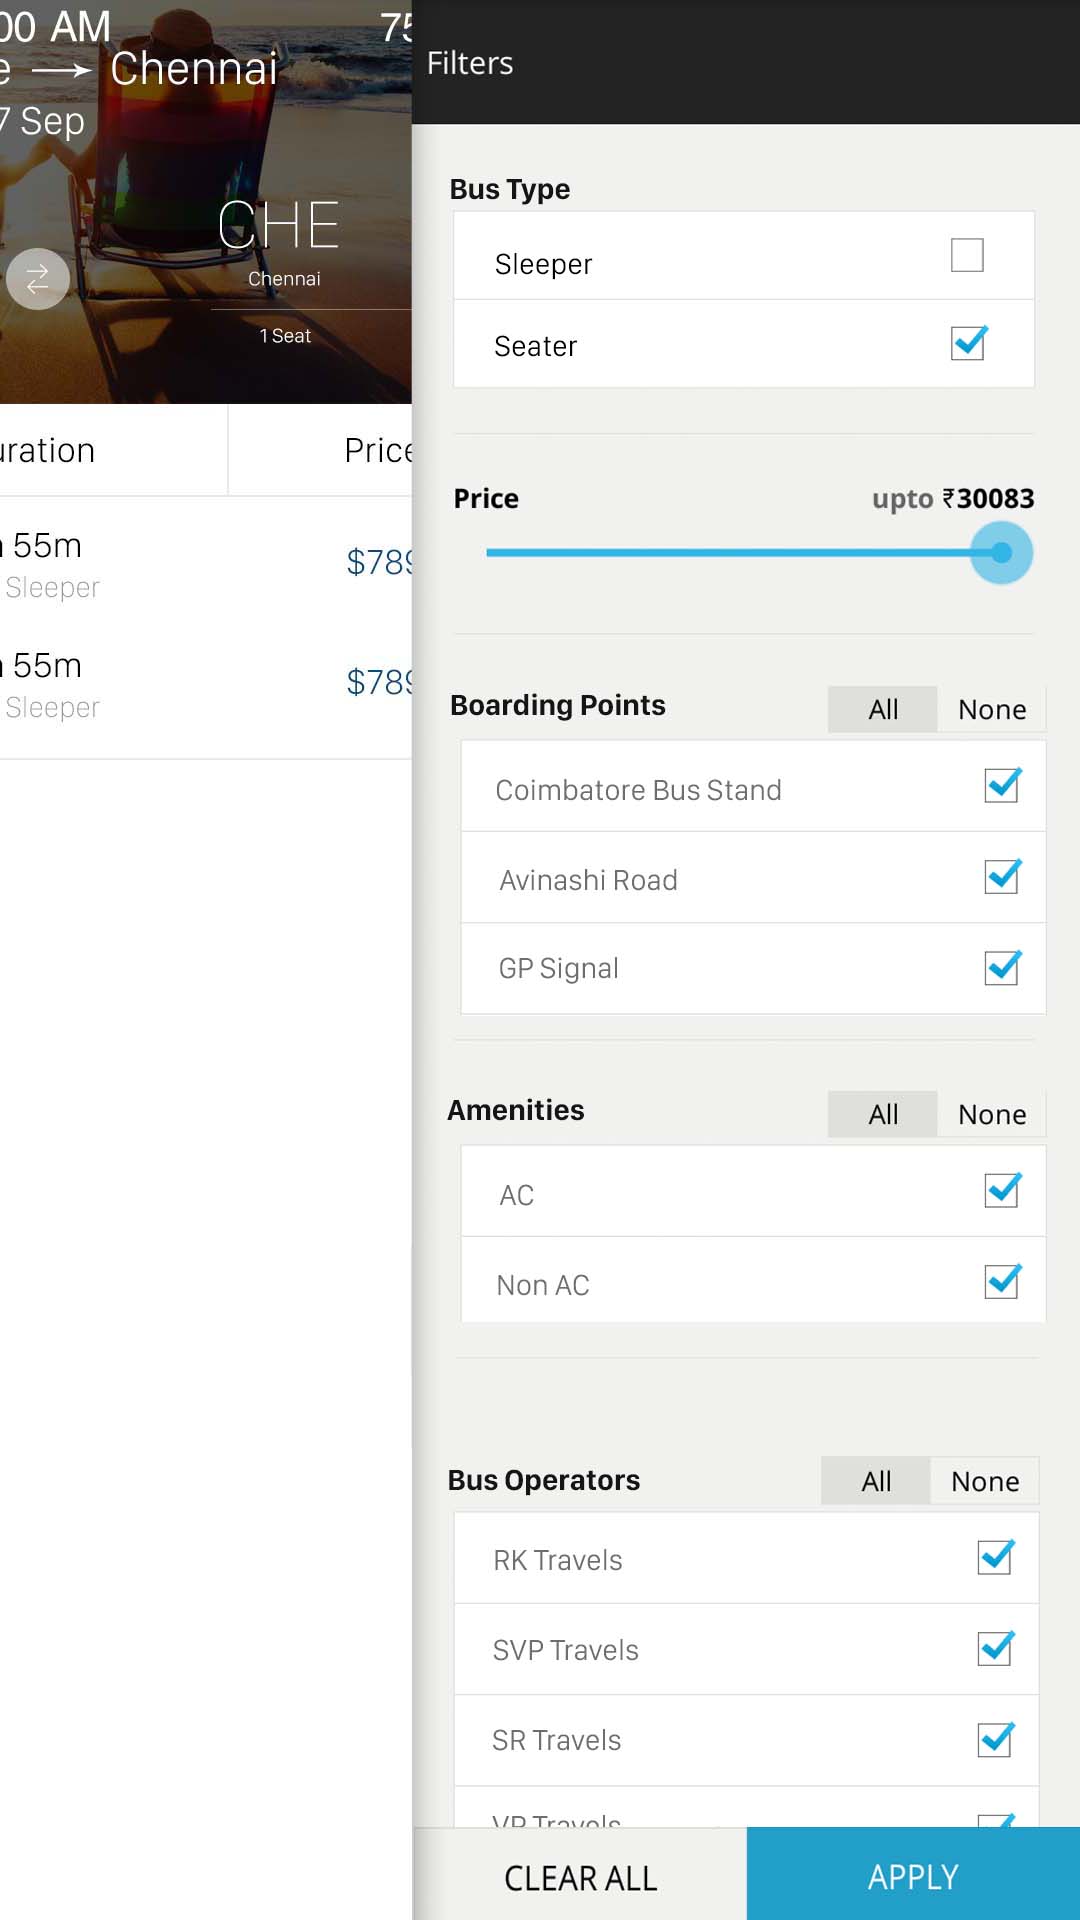 00 AM
75
e → Chennai
7 Sep
CHE
Chennai
1 Seat
uration
Price
55m
$789
Sleeper
55m
$789
Sleeper
Filters
Bus Type
Sleeper
Seater
Price
upto ₹30083
Boarding Points
All
None
Coimbatore Bus Stand
Avinashi Road
GP Signal
Amenities
All
None
AC
Non AC
Bus Operators
All
None
RK Travels
SVP Travels
SR Travels
Travels
CLEAR ALL
APPLY